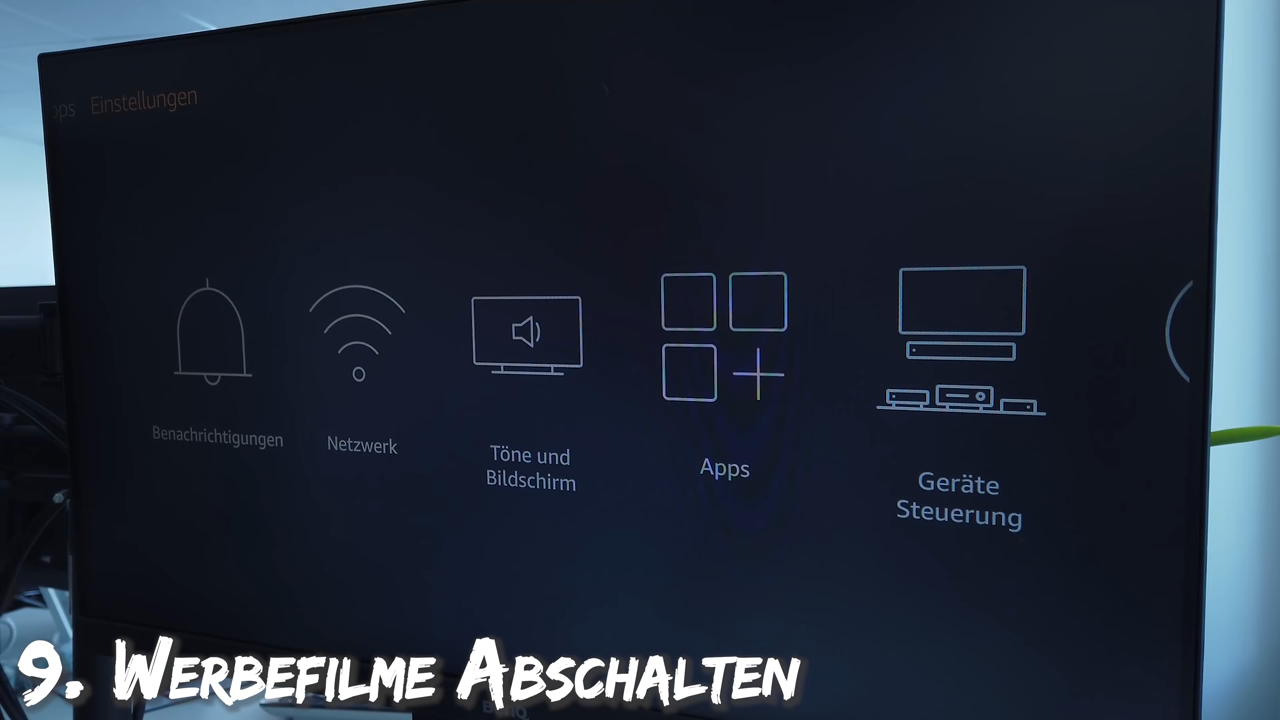 Einstellungen
Benachrichtigungen
Netzwerk
Töne und
Bildschirm
Apps
Geräte
Steuerung
9. Werbefilme Abschalten